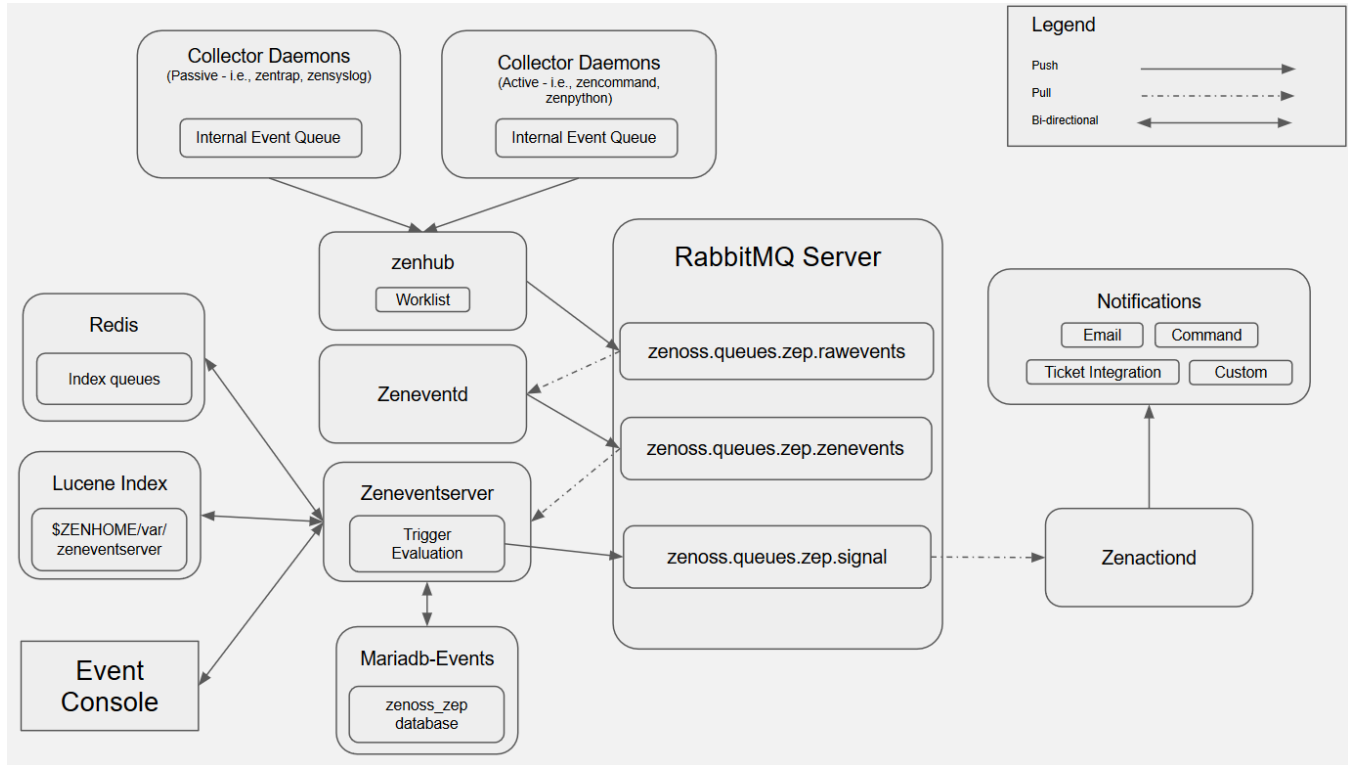 Collector Daemons
(Passive - i.e., zentrap, zensyslog)
Internal Event Queue
Collector Daemons
(Active - i.e., zencommand,
zenpython)
Internal Event Queue
Legend
Push
Pull
Bi-directional
zenhub
Worklist
RabbitMQ Server
zenoss.queues.zep.rawevents
zenoss.queues.zep.zenevents
zenoss.queues.zep.signal
Redis
Index queues
Zeneventd
Notifications
Email
Command
Ticket Integration
Custom
Lucene Index
$ZENHOME/var/
zeneventserver
Zeneventserver
Trigger
Evaluation
Zenactiond
Event
Console
Mariadb-Events
zenoss_zep
database